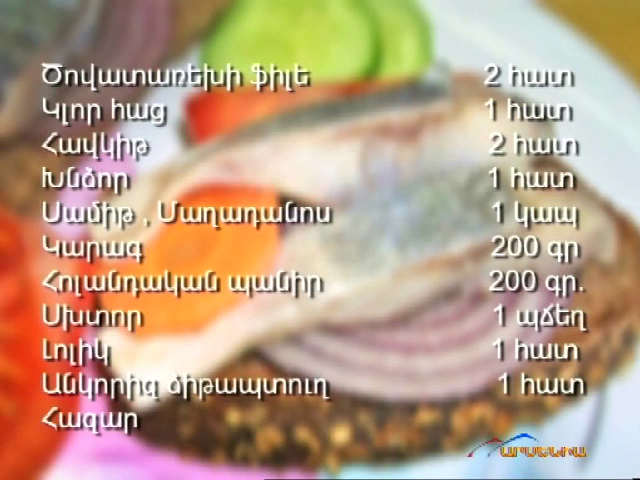 Ծովատառեխի ֆիլե 2 հատ
Կլոր հաց 1 հատ
Հավկիթ 2 հատ
Խնձոր 1 հատ
Սամիթ , Մաղադանոս 1 կապ
Կարագ 200 գր
Հոլանդական պանիր 200 գր.
Սխտոր 1 պճեղ
Լոլիկ 1 հատ
Անկորիզ ձիթապտուղ 1 հատ
Հազար
ԱՐՄԵՆԻԱ